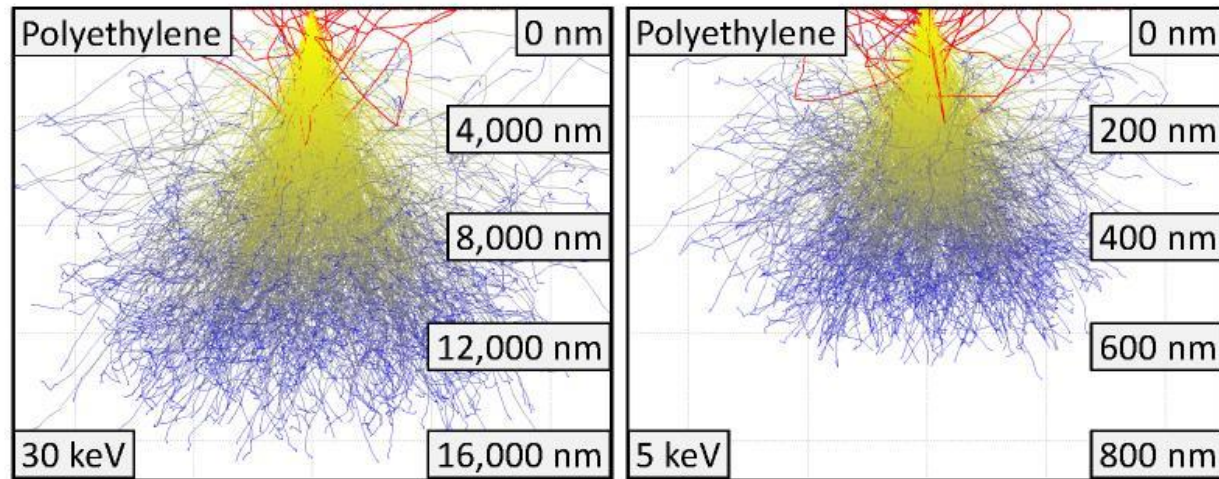 Polyethylene
0 nm
4,000 nm
8,000 nm
12,000 nm
30 keV
16,000 nm
Polyethylene
0 nm
200 nm
400 nm
600 nm
5 keV
800 nm